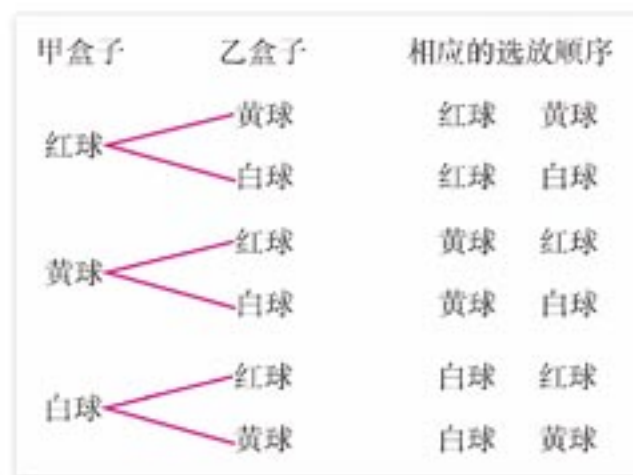 甲盒子 乙盒子 相应的选放顺序
黄球 红球 黄球
红球
白球 红球 白球
红球 黄球 红球
黄球
白球 黄球 白球
红球 白球 红球
白球
黄球 白球 黄球